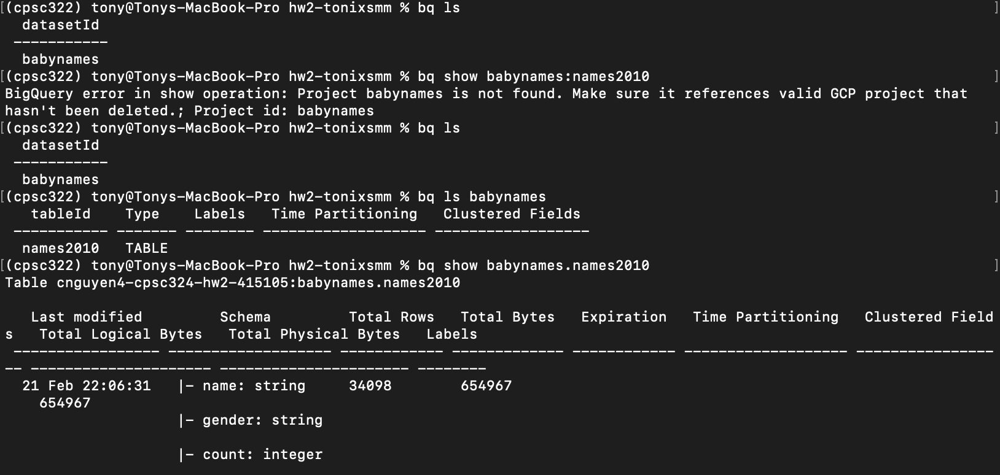 [(cpsc322) tony@Tonys-MacBook-Pro hw2-tonixsmm % bq ls ]
datasetId
-----------
babynames
[(cpsc322) tony@Tonys-MacBook-Pro hw2-tonixsmm % bq show babynames:names2010 ]
BigQuery error in show operation: Project babynames is not found. Make sure it references valid GCP project that
hasn't been deleted.; Project id: babynames
[(cpsc322) tony@Tonys-MacBook-Pro hw2-tonixsmm % bq ls ]
datasetId
-----------
babynames
[(cpsc322) tony@Tonys-MacBook-Pro hw2-tonixsmm % bq ls babynames ]
tableId Type Labels Time Partitioning Clustered Fields
----------- ------- -------- ------------------- ------------------
names2010 TABLE
[(cpsc322) tony@Tonys-MacBook-Pro hw2-tonixsmm % bq show babynames.names2010 ]
Table cnguyen4-cpsc324-hw2-415105:babynames.names2010
Last modified Schema Total Rows Total Bytes Expiration Time Partitioning Clustered Field
s Total Logical Bytes Total Physical Bytes Labels
----------------- ------------------- ------------ ------------- ------------ ------------------- ----------------
-- --------------------- ---------------------- --------
21 Feb 22:06:31 |- name: string 34098 654967
654967
|- gender: string
|- count: integer